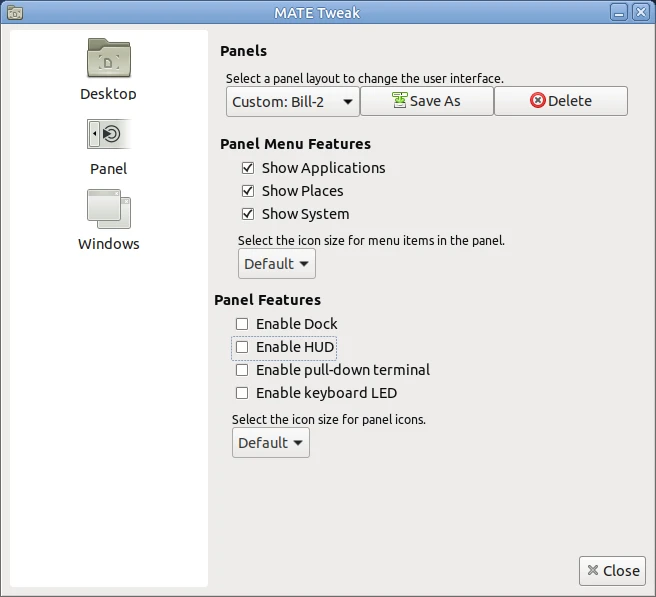 MATE Tweak
Desktop
Panel
Windows
Panels
Select a panel layout to change the user interface.
Custom: Bill-2
Save As
Delete
Panel Menu Features
Show Applications
Show Places
Show System
Select the icon size for menu items in the panel.
Default
Panel Features
Enable Dock
Enable HUD
Enable pull-down terminal
Enable keyboard LED
Select the icon size for panel icons.
Default
Close